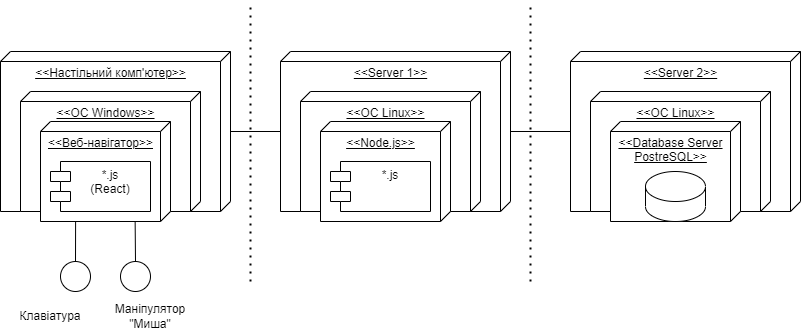 <<Настільний комп'ютер>>
<<ОС Windows>>
<<Веб-навігатор>>
*.js
(React)
Клавіатура
Маніпулятор
"Миша"
<<Server 1>>
<<ОС Linux>>
<<Node.js>>
*.js
<<Server 2>>
<<ОС Linux>>
<<Database Server
PostreSQL>>